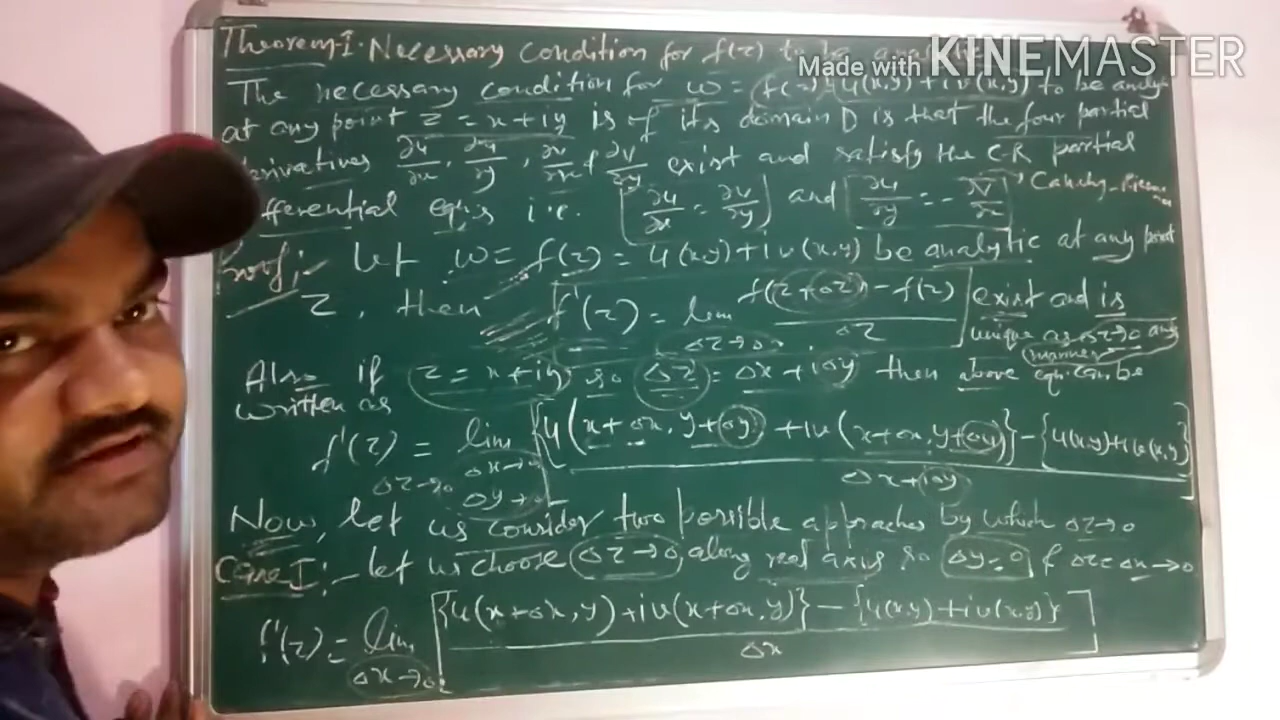 Theorem-I. Necessary Condition for f(z) to be
Made with KINEMASTER
The necessary condition for w = f(z) = u(x,y)+iv(x,y) to be analy-
at any point z = x+iy is of its domain D is that the four partial
erivatives ∂u/∂x, ∂u/∂y, ∂v/∂x & ∂v/∂y exist and satisfy the C-R partial
fferential eqns i.e. [∂u/∂x = ∂v/∂y] and [∂u/∂y = -∂v/∂x] → Cauchy-Riemann
Proof:- Let w = f(z) = u(x,y)+iv(x,y) be analytic at any point
z, then f'(z) = lim Δz→0 (f(z+Δz)-f(z))/Δz exist and is
unique as Δz→0 any
manner
Also if z = x+iy so Δz = Δx+iΔy then above eqn. can be
written as
f'(z) = lim Δz→0 Δx→0 Δy→0 [{u(x+Δx, y+Δy)+iv(x+Δx, y+Δy)}-{u(x,y)+iv(x,y)}]/(Δx+iΔy)
Now, let us consider two possible approaches by which Δz→0
Case I:- let us choose Δz→0 along real axis so Δy=0 & Δz=Δx→0
f'(z) = lim Δx→0 [{u(x+Δx, y)+iv(x+Δx, y)}-{u(x,y)+iv(x,y)}]/Δx